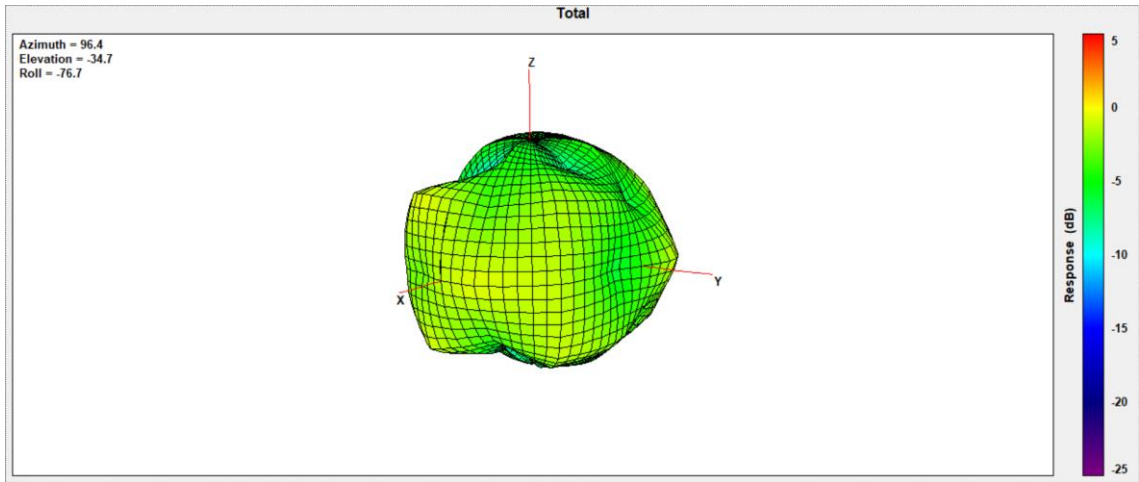 Total
Azimuth = 96.4
Elevation = -34.7
Roll = -76.7
Z
Y
X
5
0
-5
-10
-15
-20
-25
Response (dB)